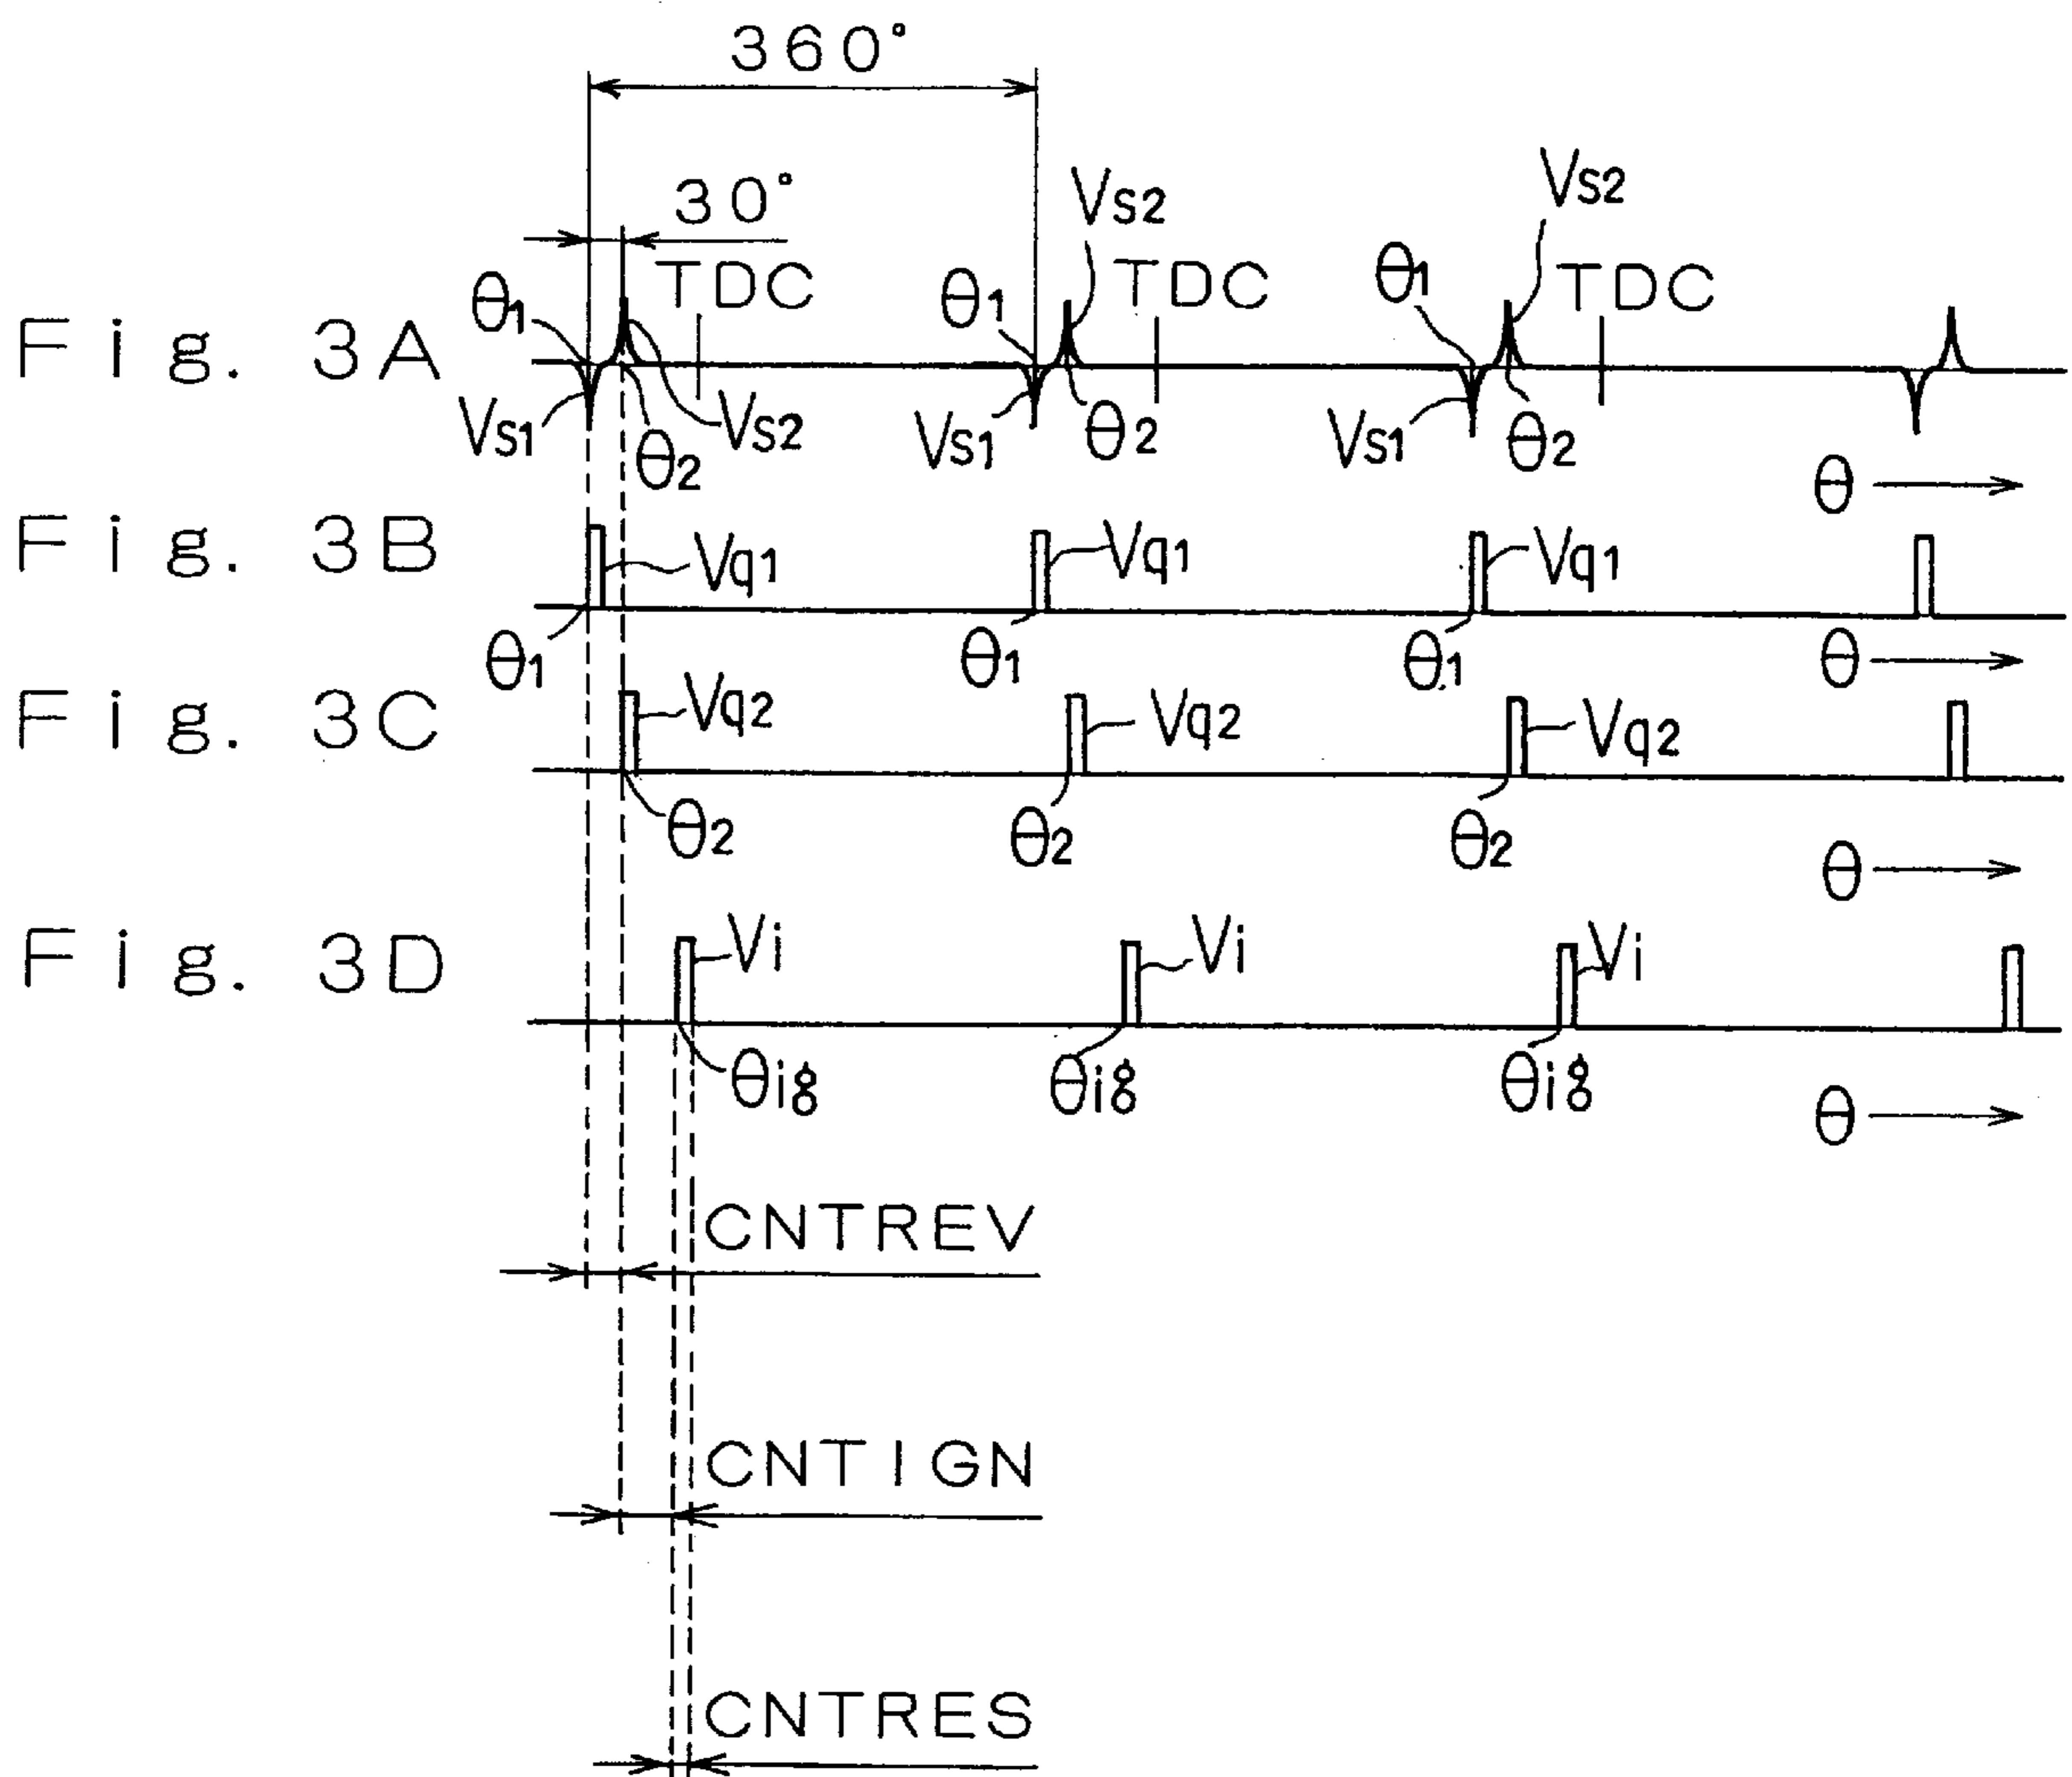 360°
30°
Vs2
Vs2
θ1
TDC
θ1
TDC
θ1
TDC
Fig. 3A
Vs1
θ2
Vs2
Vs1
θ2
Vs1
θ2
θ
Fig. 3B
Vq1
Vq1
Vq1
θ1
θ1
θ1
θ
Fig. 3C
Vq2
Vq2
Vq2
θ2
θ2
θ2
θ
Fig. 3D
Vi
Vi
Vi
θig
θig
θig
θ
CNTREV
CNTIGN
CNTRES